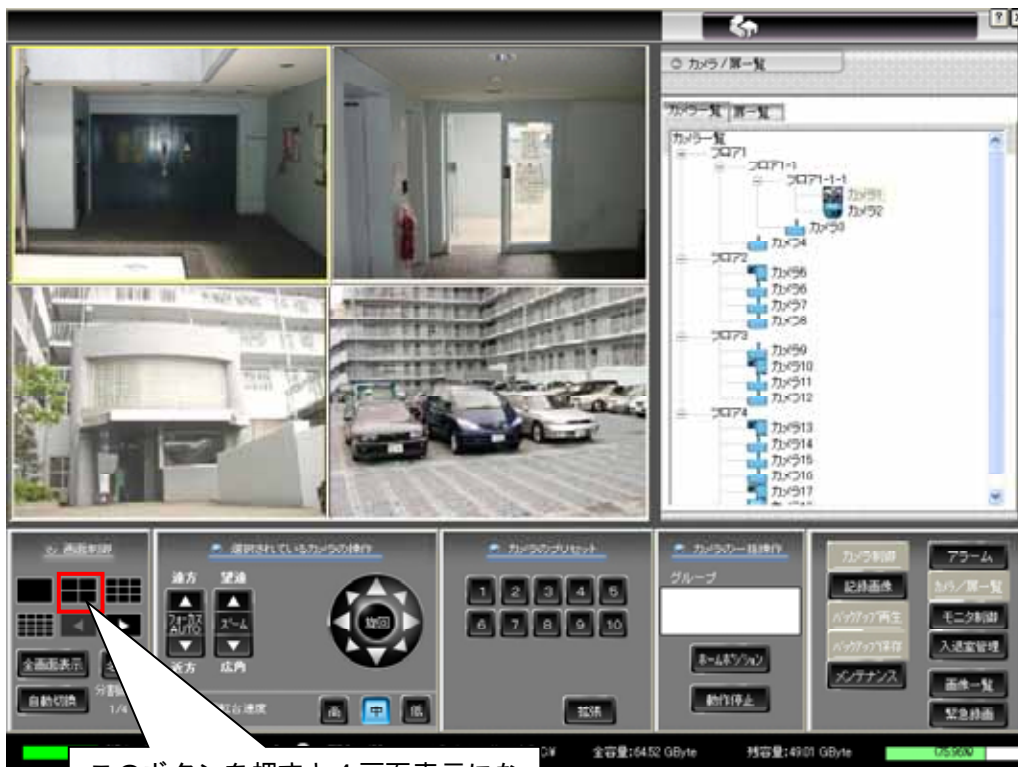 カメラ/扉一覧
カメラ一覧 扉一覧
カメラ一覧
フロア1
フロア1-1
フロア1-1-1
カメラ1
カメラ2
カメラ3
カメラ4
フロア2
カメラ5
カメラ6
カメラ7
カメラ8
フロア3
カメラ9
カメラ10
カメラ11
カメラ12
フロア4
カメラ13
カメラ14
カメラ15
カメラ16
カメラ17
画面制御
全画面表示
自動切換
1/4
選択されているカメラの操作
遠方 望遠
フォーカス
AUTO
ズーム
近方 広角
旋回
雲台速度
高 中 低
カメラのプリセット
1 2 3 4 5
6 7 8 9 10
拡張
カメラの一括操作
グループ
ホームポジション
動作停止
カメラ制御 アラーム
記録画像 カメラ/扉一覧
バックアップ再生 モニタ制御
バックアップ保存 入退室管理
メンテナンス 画像一覧
緊急録画
全容量:64.52 GByte 残容量:49.01 GByte
このボタンを押すと4画面表示にな